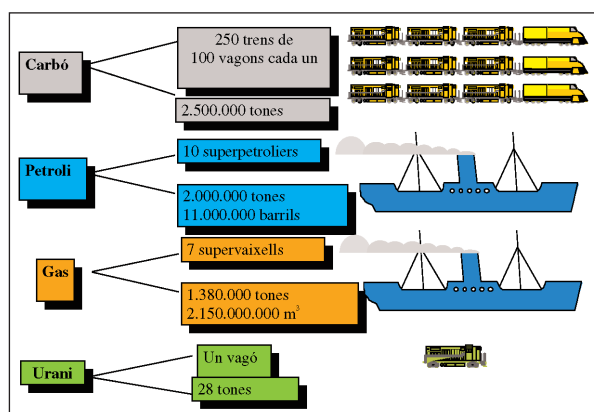 Carbó
250 trens de
100 vagons cada un
2.500.000 tones
Petroli
10 superpetroliers
2.000.000 tones
11.000.000 barrils
Gas
7 supervaixells
1.380.000 tones
2.150.000.000 m³
Urani
Un vagó
28 tones